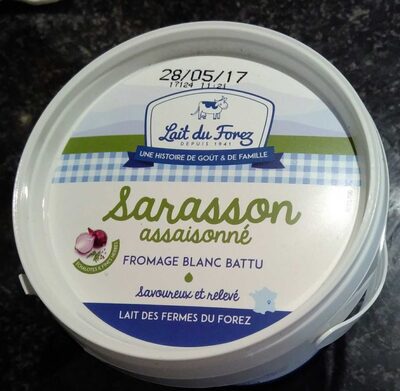 28/05/17
17124 11:21
Lait du Forez
DEPUIS 1941
UNE HISTOIRE DE GOÛT & DE FAMILLE
Sarasson
assaisonné
FROMAGE BLANC BATTU
Savoureux et relevé
LAIT DES FERMES DU FOREZ